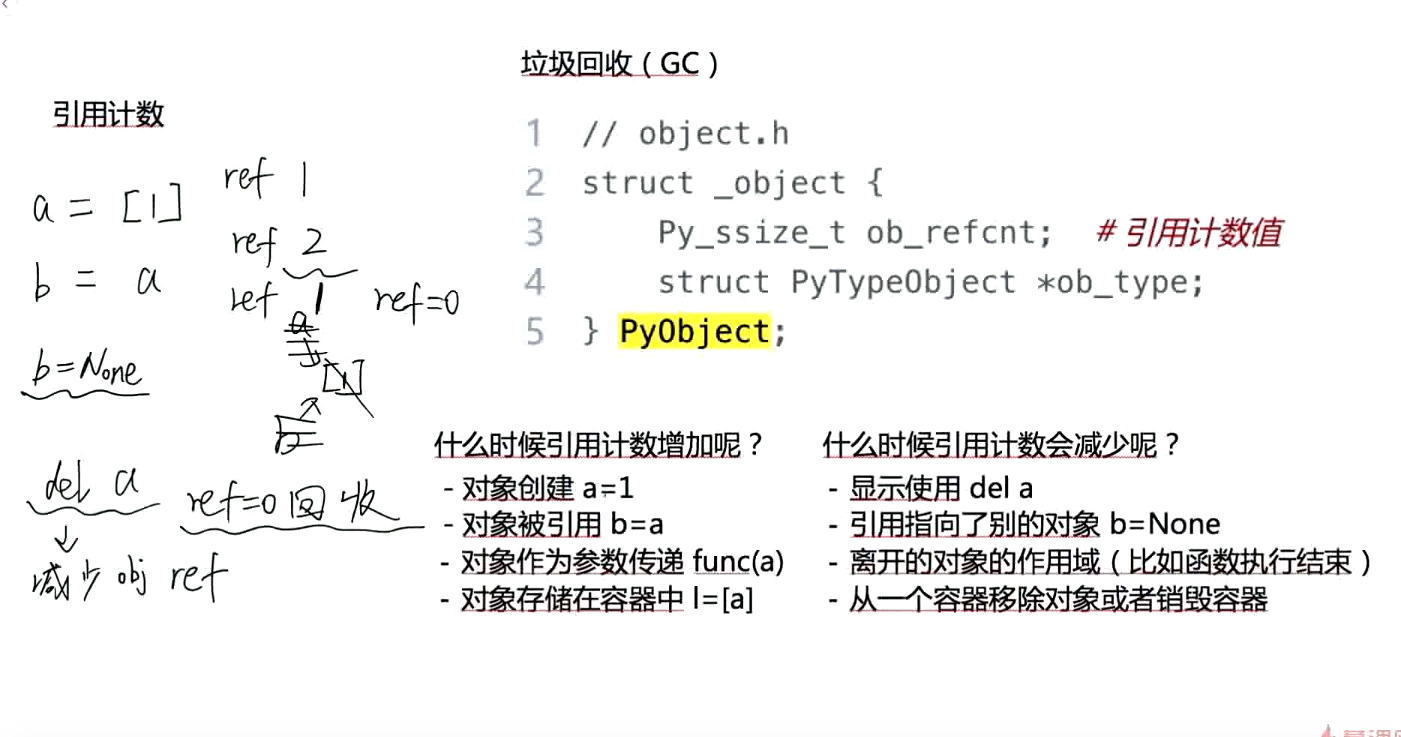 垃圾回收（GC）
引用计数
a = [1]
ref 1
b = a
ref 2
ref 1
ref=0
a
[1]
b
b=None
del a
ref=0回收
减少 obj ref
1 // object.h
2 struct _object {
3 Py_ssize_t ob_refcnt; # 引用计数值
4 struct PyTypeObject *ob_type;
5 } PyObject;
什么时候引用计数增加呢？
- 对象创建 a=1
- 对象被引用 b=a
- 对象作为参数传递 func(a)
- 对象存储在容器中 l=[a]
什么时候引用计数会减少呢？
- 显示使用 del a
- 引用指向了别的对象 b=None
- 离开的对象的作用域（比如函数执行结束）
- 从一个容器移除对象或者销毁容器